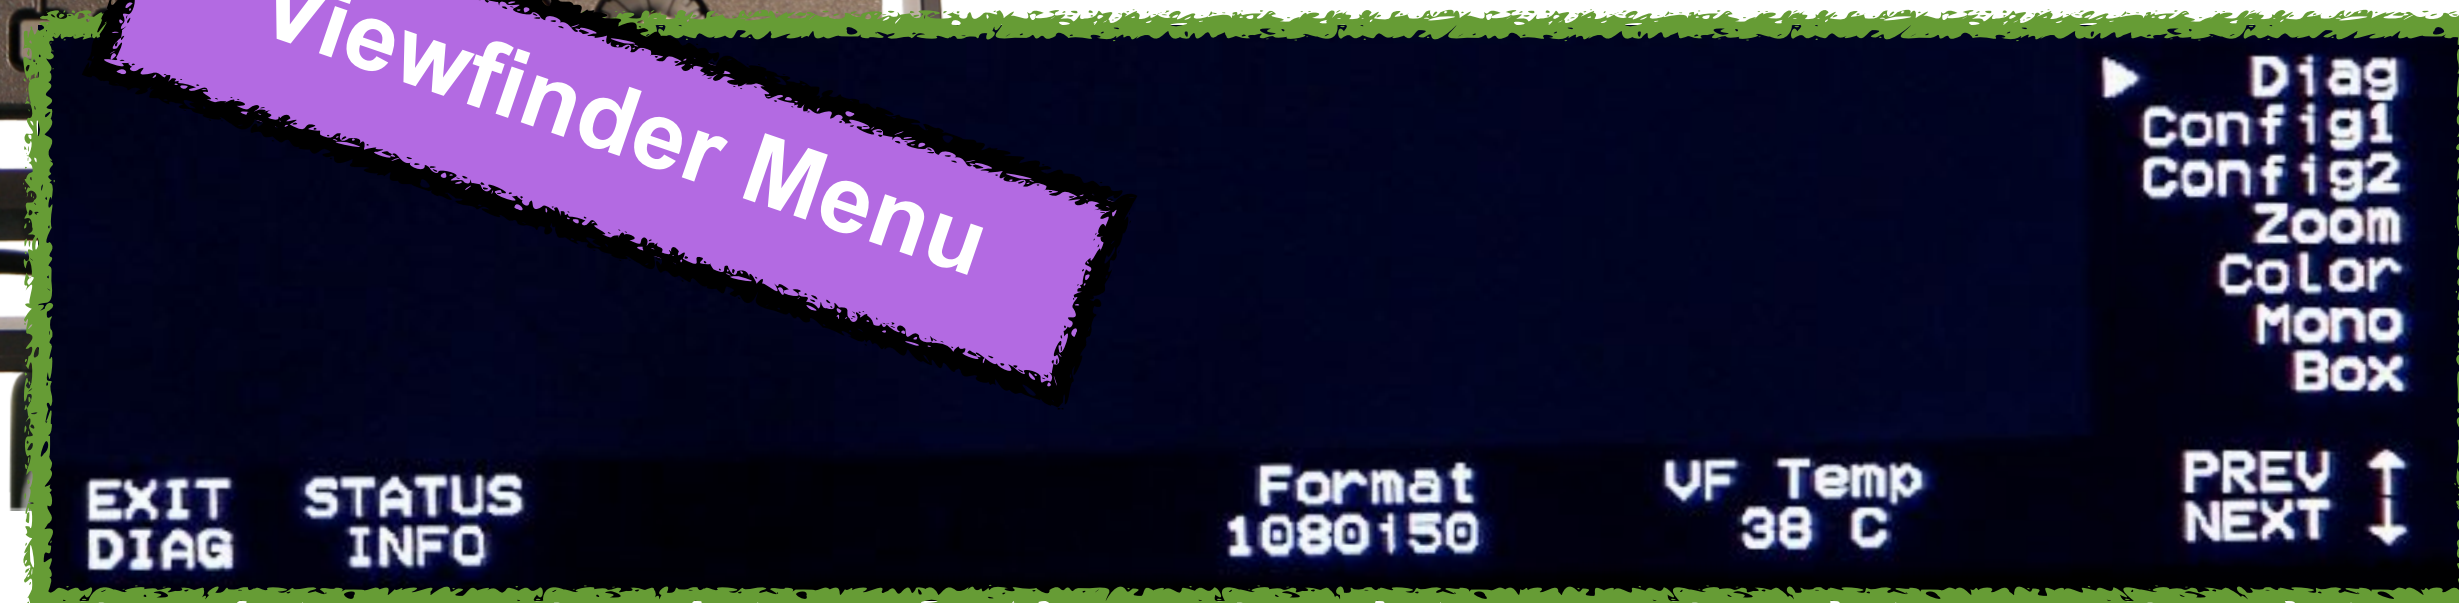 Viewfinder Menu
Diag
Config1
Config2
Zoom
Color
Mono
Box
EXIT
DIAG
STATUS
INFO
Format
1080i50
VF Temp
38 C
PREV ↑
NEXT ↓